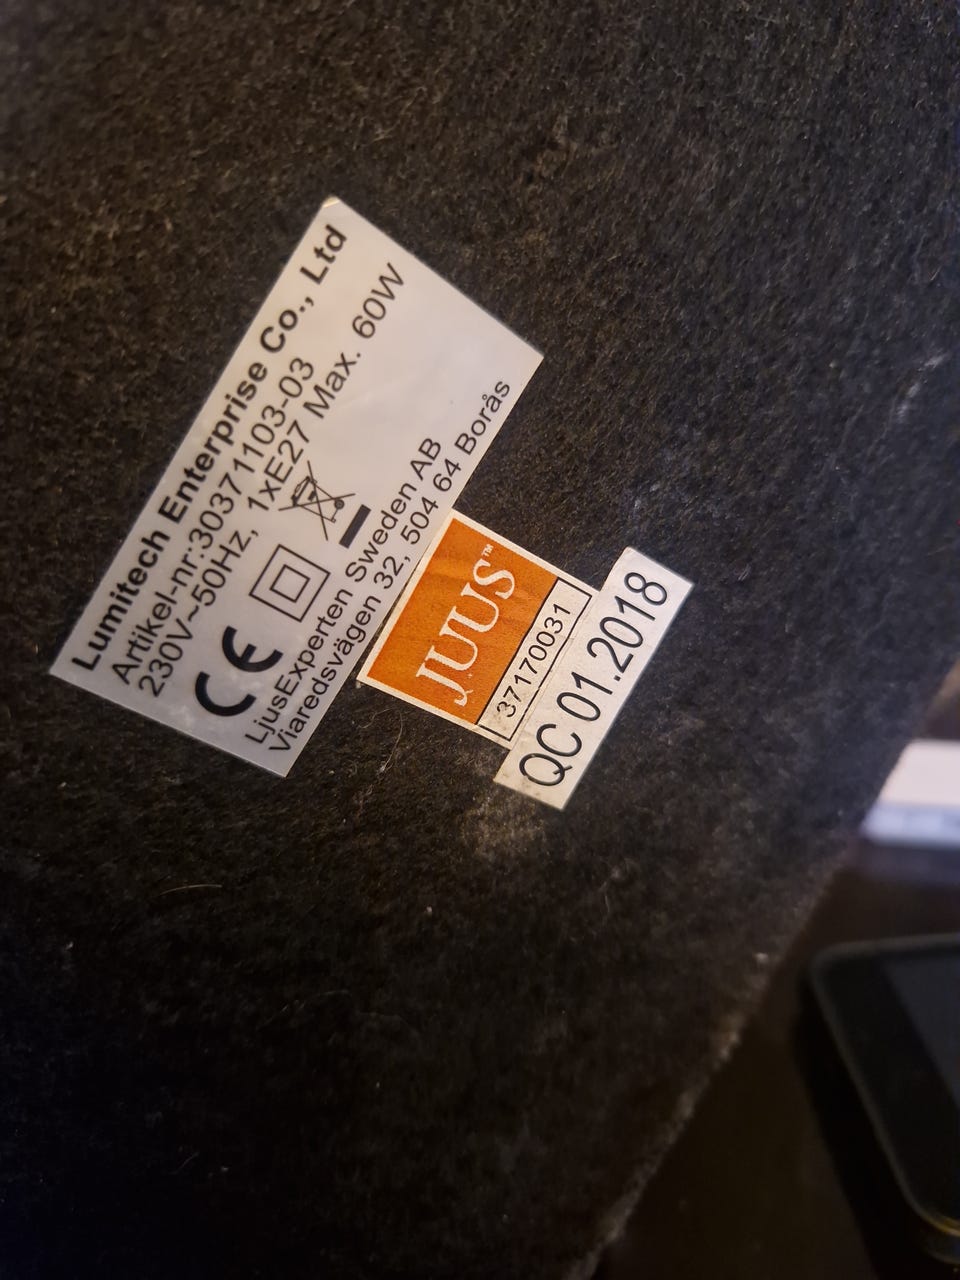 Lumitech Enterprise Co., Ltd
Artikel-nr:30371103-03
230V~50Hz, 1xE27 Max. 60W
CE
LjusExperten Sweden AB
Viaredsvägen 32, 504 64 Borås
JUUS™
37170031
QC 01.2018